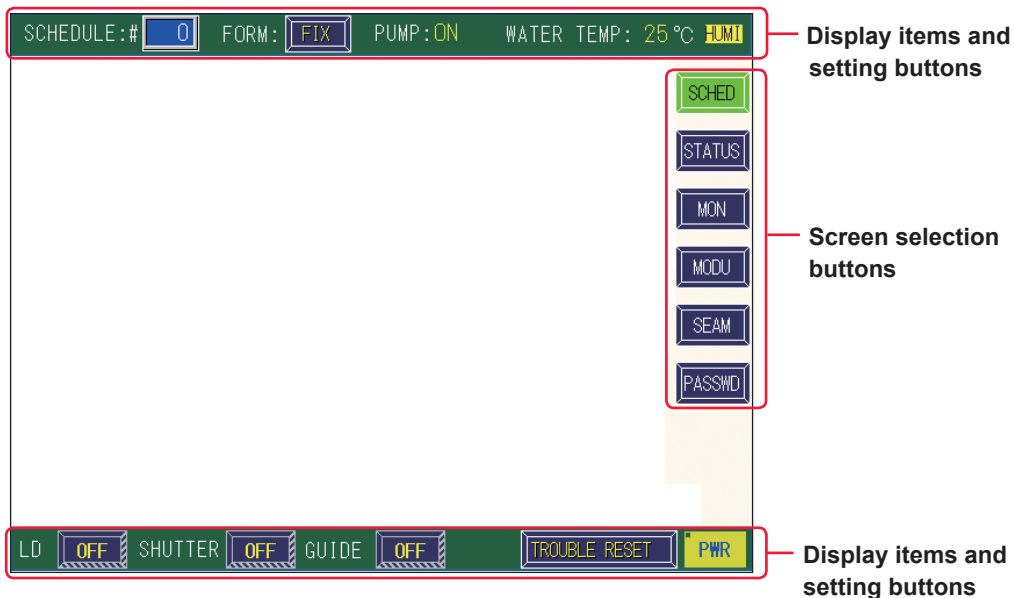 SCHEDULE:# 0 FORM: FIX PUMP:ON WATER TEMP: 25 °C HUMI
Display items and
setting buttons
SCHED
STATUS
MON
MODU
SEAM
PASSWD
Screen selection
buttons
LD OFF SHUTTER OFF GUIDE OFF TROUBLE RESET PWR
Display items and
setting buttons